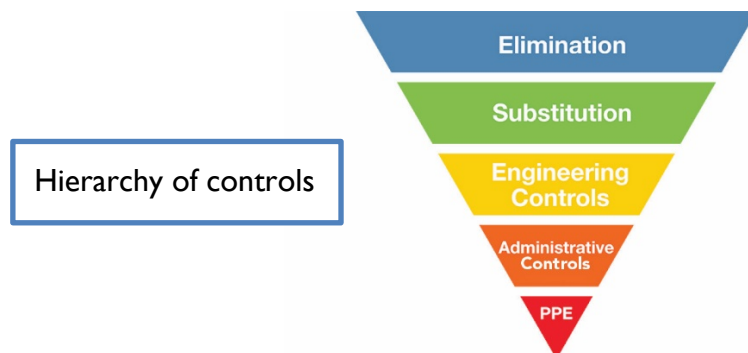 Hierarchy of controls
Elimination
Substitution
Engineering
Controls
Administrative
Controls
PPE